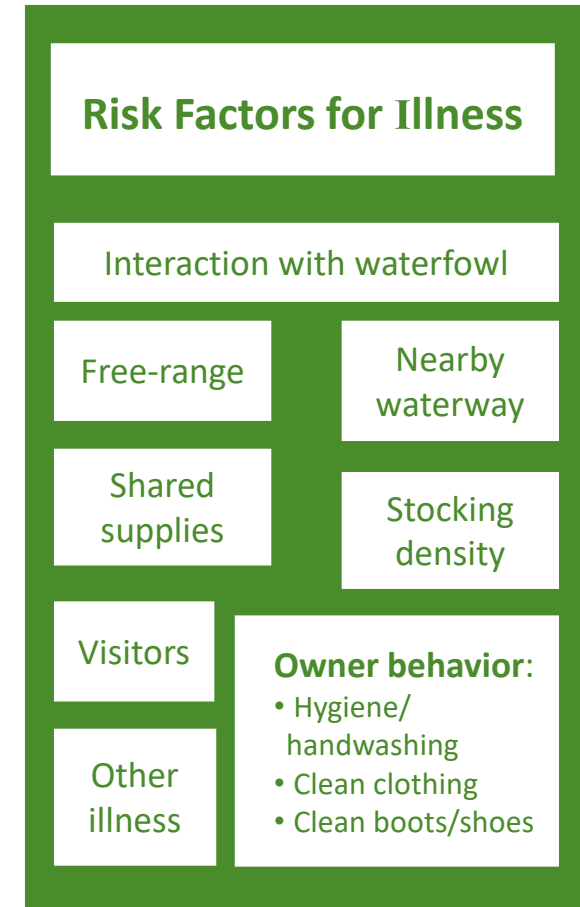 Risk Factors for Illness
Interaction with waterfowl
Free-range
Nearby
waterway
Shared
supplies
Stocking
density
Visitors
Other
illness
Owner behavior:
• Hygiene/
handwashing
• Clean clothing
• Clean boots/shoes